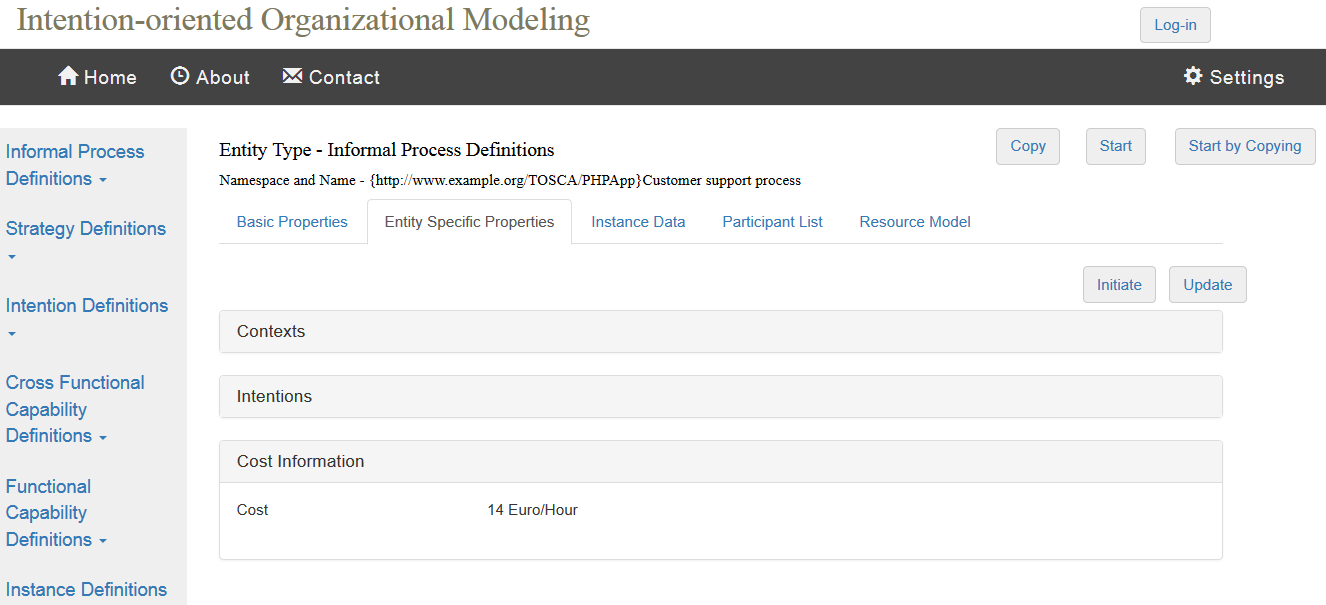 Intention-oriented Organizational Modeling
Log-in
Home About Contact Settings
Informal Process
Definitions
Strategy Definitions
Intention Definitions
Cross Functional
Capability
Definitions
Functional
Capability
Definitions
Instance Definitions
Entity Type - Informal Process Definitions
Copy Start Start by Copying
Namespace and Name - {http://www.example.org/TOSCA/PHPApp}Customer support process
Basic Properties Entity Specific Properties Instance Data Participant List Resource Model
Initiate Update
Contexts
Intentions
Cost Information
Cost 14 Euro/Hour